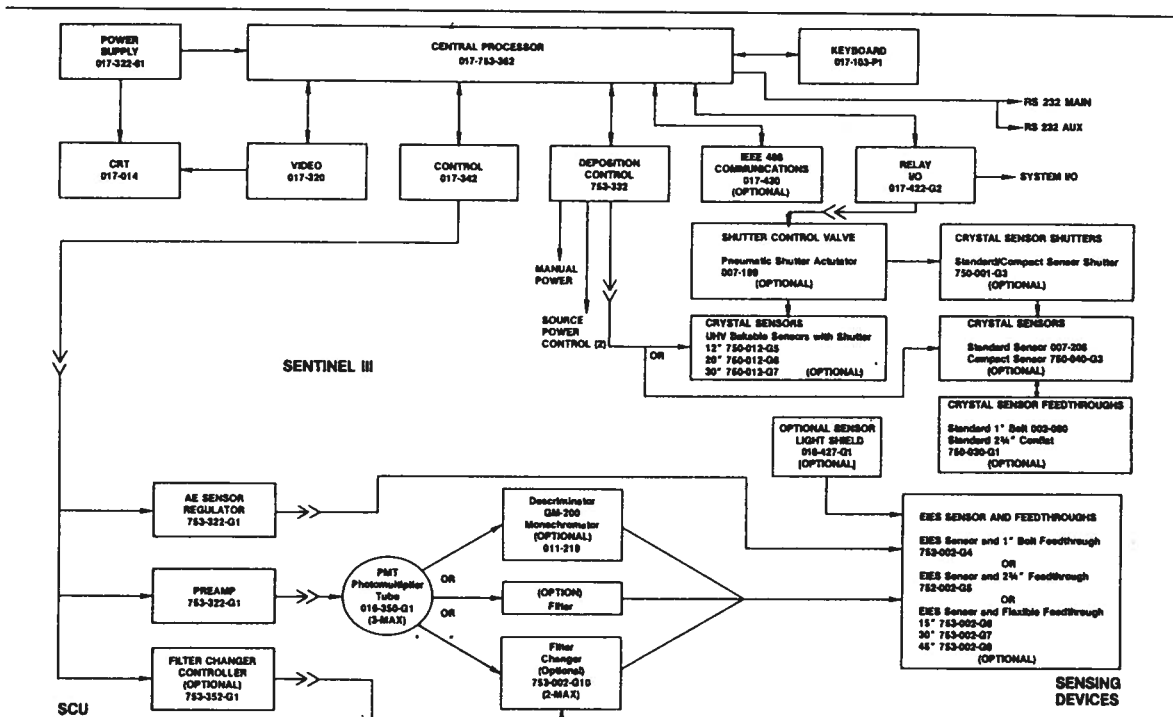 POWER
SUPPLY
017-322-61
CENTRAL PROCESSOR
017-753-362
KEYBOARD
017-103-P1
RS 232 MAIN
RS 232 AUX
CRT
017-014
VIDEO
017-320
CONTROL
017-342
DEPOSITION
CONTROL
753-332
IEEE 488
COMMUNICATIONS
017-430
(OPTIONAL)
RELAY
I/O
017-422-G2
SYSTEM I/O
SHUTTER CONTROL VALVE
Pneumatic Shutter Actutator
007-199
(OPTIONAL)
CRYSTAL SENSOR SHUTTERS
Standard/Compact Senser Shutter
750-001-G3
(OPTIONAL)
MANUAL
POWER
SOURCE
POWER
CONTROL (2)
OR
CRYSTAL SENSORS
UHV Bakable Sensors with Shutter
12" 750-012-G5
20" 750-012-G6
30" 750-012-G7 (OPTIONAL)
CRYSTAL SENSORS
Standard Sensor 007-206
Compact Sensor 750-040-G3
(OPTIONAL)
SENTINEL III
CRYSTAL SENSOR FEEDTHROUGHS
Standard 1" Bolt 002-080
Standard 2¾" Conflat
750-030-G1
(OPTIONAL)
OPTIONAL SENSOR
LIGHT SHIELD
016-427-G1
[OPTIONAL]
AE SENSOR
REGULATOR
753-322-G1
Descriminator
GM-200
Monochrometor
(OPTIONAL)
011-219
EIES SENSOR AND FEEDTHROUGHS
EIES Sensor and 1" Bolt Feedthrough
753-002-G4
OR
EIES Sensor and 2¾" Feedthrough
752-002-G5
OR
EIES Sensor and Flexible Feedthrough
15" 753-002-G6
30" 753-002-G7
45" 753-002-G8
(OPTIONAL)
PREAMP
753-322-G1
PMT
Photomultiplier
Tube
016-350-G1
(3-MAX)
OR
OR
(OPTION)
Filter
FILTER CHANGER
CONTROLLER
(OPTIONAL)
753-352-G1
Filter
Changer
(Optional)
753-002-G10
(2-MAX)
SCU
SENSING
DEVICES